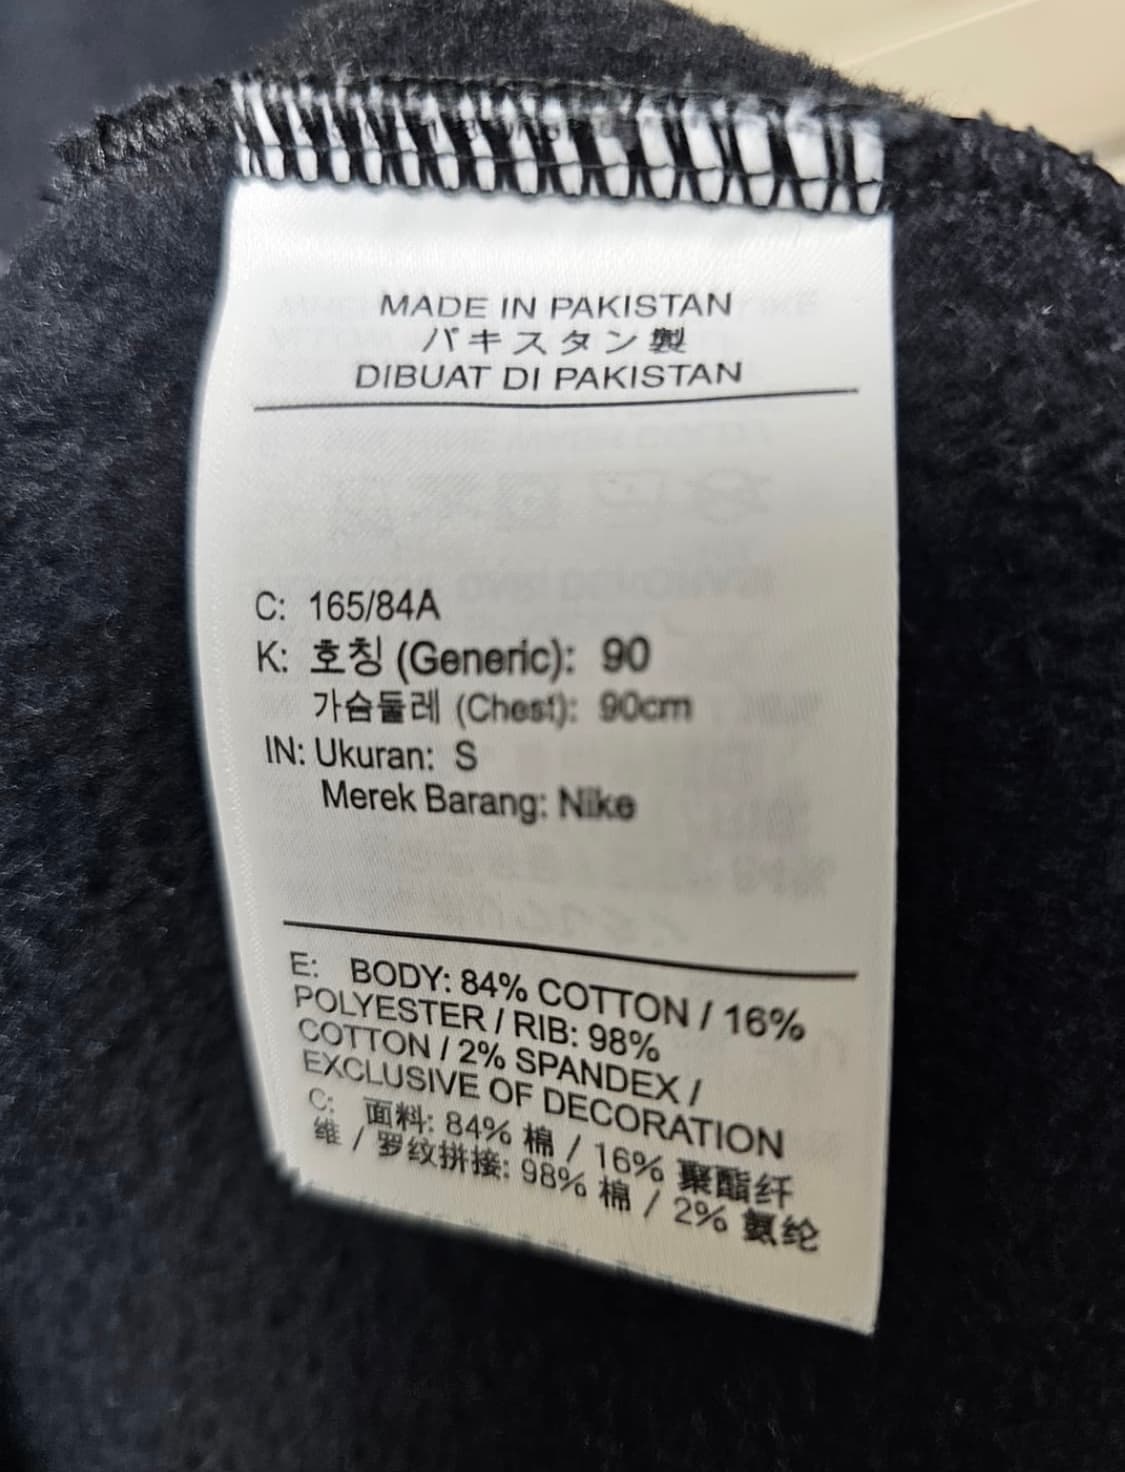 MADE IN PAKISTAN
パキスタン製
DIBUAT DI PAKISTAN
C: 165/84A
K: 호칭 (Generic): 90
가슴둘레 (Chest): 90cm
IN: Ukuran: S
Merek Barang: Nike
E: BODY: 84% COTTON / 16%
POLYESTER / RIB: 98%
COTTON / 2% SPANDEX /
EXCLUSIVE OF DECORATION
C: 面料: 84% 棉 / 16% 聚酯纤
维 / 罗纹拼接: 98% 棉 / 2% 氨纶